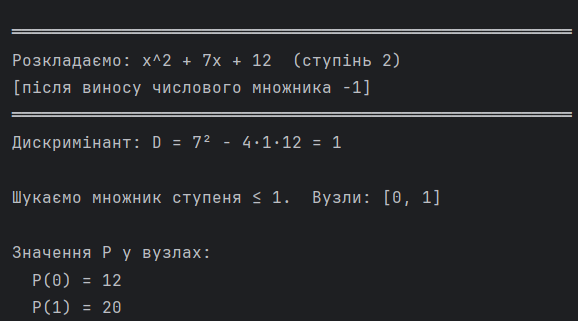 Розкладаємо: x^2 + 7x + 12  (ступінь 2)
[після виносу числового множника -1]
Дискримінант: D = 7² - 4·1·12 = 1
Шукаємо множник ступеня ≤ 1.  Вузли: [0, 1]
Значення P у вузлах:
P(0) = 12
P(1) = 20